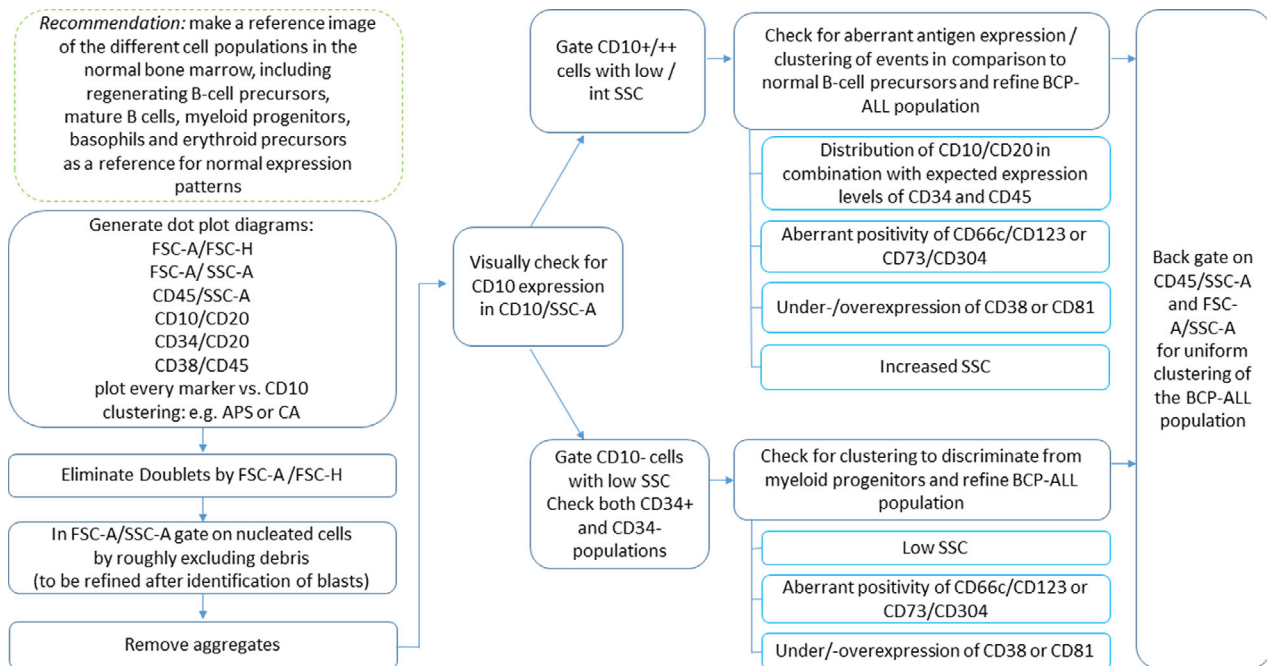 Recommendation: make a reference image
of the different cell populations in the
normal bone marrow, including
regenerating B-cell precursors,
mature B cells, myeloid progenitors,
basophils and erythroid precursors
as a reference for normal expression
patterns
Generate dot plot diagrams:
FSC-A/FSC-H
FSC-A/ SSC-A
CD45/SSC-A
CD10/CD20
CD34/CD20
CD38/CD45
plot every marker vs. CD10
clustering: e.g. APS or CA
Eliminate Doublets by FSC-A /FSC-H
In FSC-A/SSC-A gate on nucleated cells
by roughly excluding debris
(to be refined after identification of blasts)
Remove aggregates
Visually check for
CD10 expression
in CD10/SSC-A
Gate CD10+/++
cells with low /
int SSC
Check for aberrant antigen expression /
clustering of events in comparison to
normal B-cell precursors and refine BCP-
ALL population
Distribution of CD10/CD20 in
combination with expected expression
levels of CD34 and CD45
Aberrant positivity of CD66c/CD123 or
CD73/CD304
Under-/overexpression of CD38 or CD81
Increased SSC
Gate CD10- cells
with low SSC
Check both CD34+
and CD34-
populations
Check for clustering to discriminate from
myeloid progenitors and refine BCP-ALL
population
Low SSC
Aberrant positivity of CD66c/CD123 or
CD73/CD304
Under/-overexpression of CD38 or CD81
Back gate on
CD45/SSC-A
and FSC-
A/SSC-A
for uniform
clustering of
the BCP-ALL
population